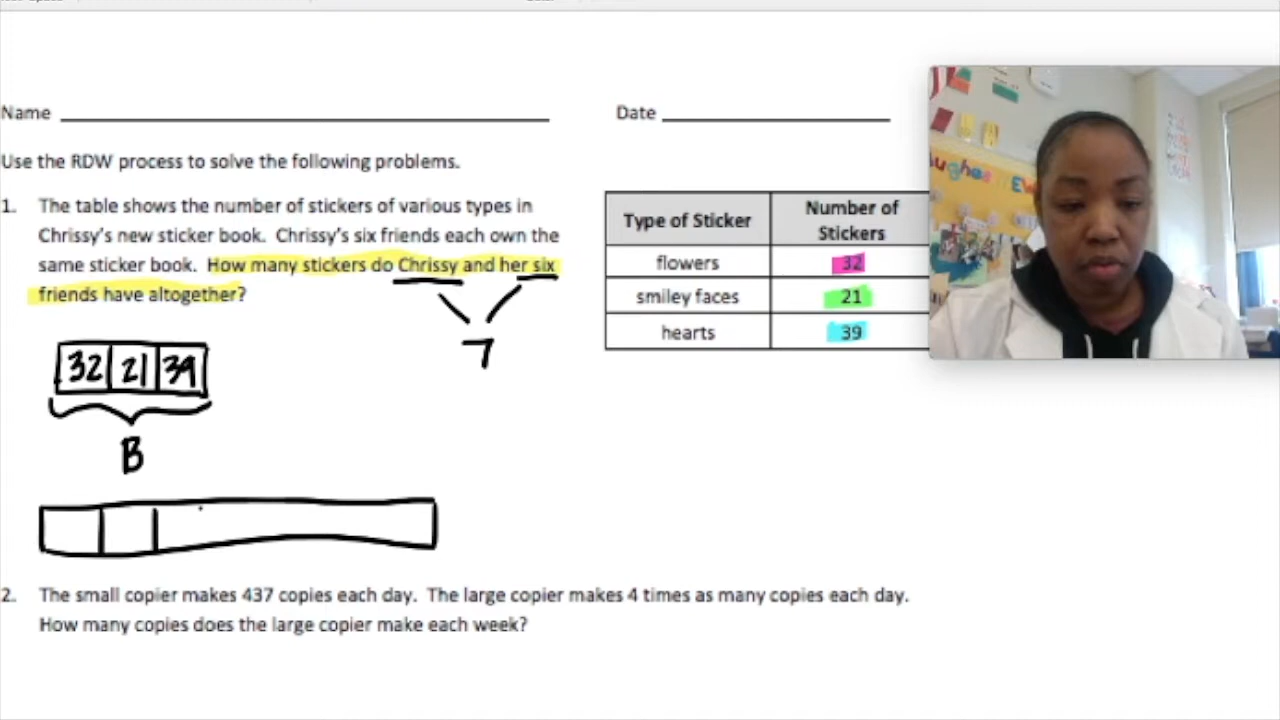 Name
Date
Use the RDW process to solve the following problems.
1. The table shows the number of stickers of various types in
Chrissy's new sticker book. Chrissy's six friends each own the
same sticker book. How many stickers do Chrissy and her six
friends have altogether?
Type of Sticker Number of
Stickers
flowers 32
smiley faces 21
hearts 39
7
32 21 39
B
2. The small copier makes 437 copies each day. The large copier makes 4 times as many copies each day.
How many copies does the large copier make each week?